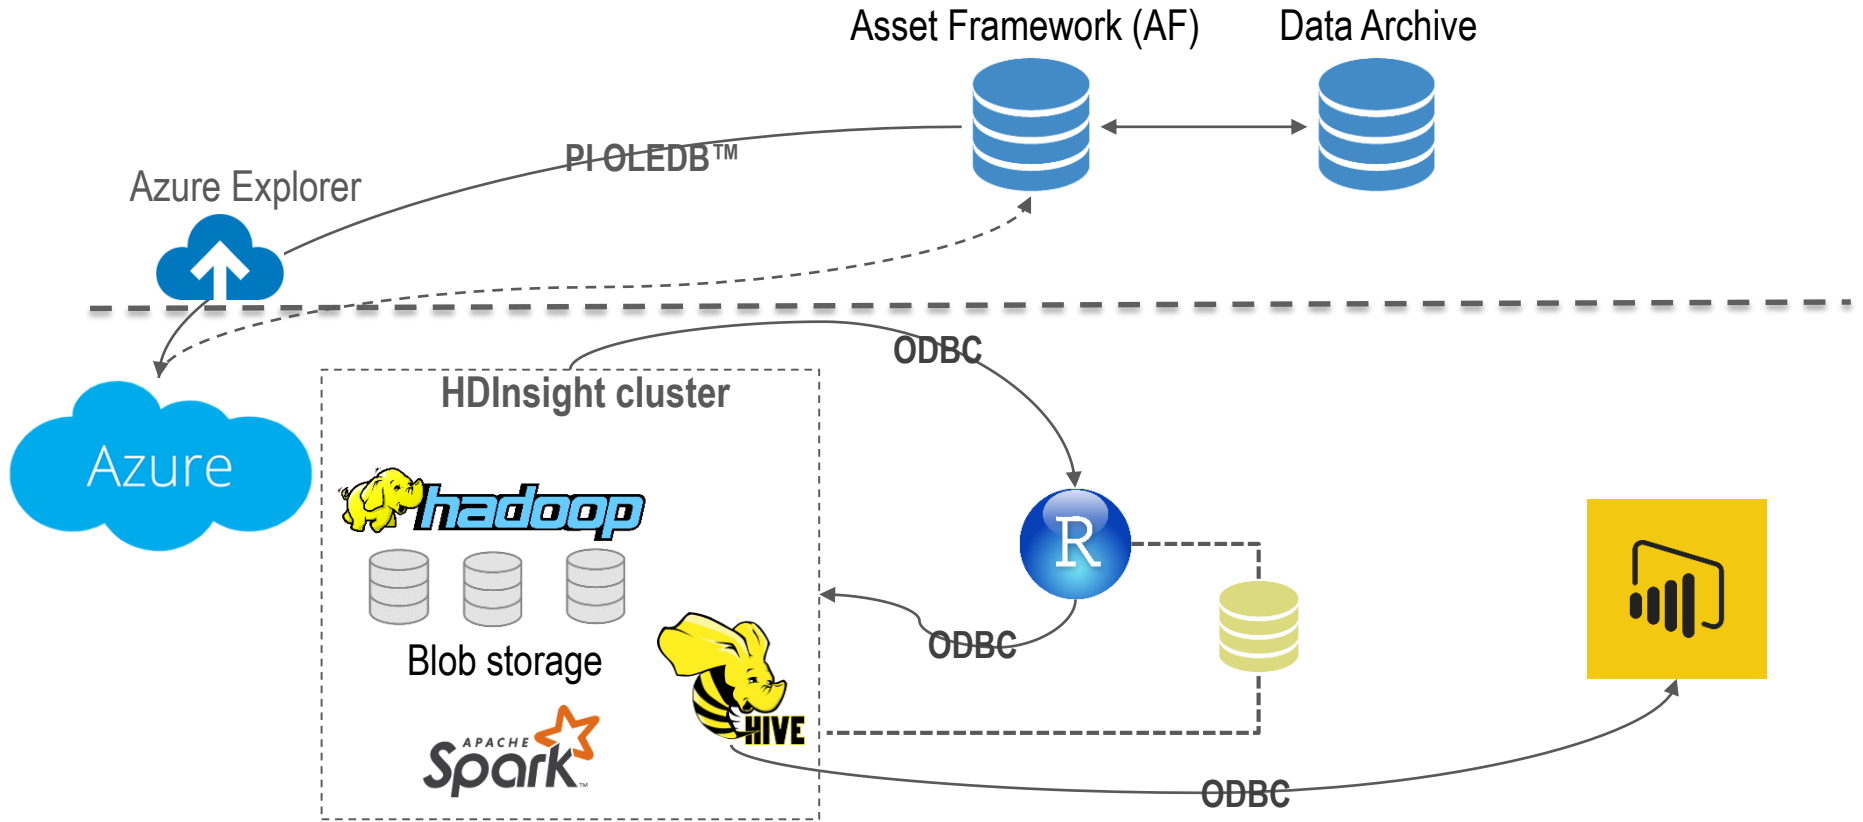 Asset Framework (AF)
Data Archive
PI OLEDB™
Azure Explorer
ODBC
HDInsight cluster
Azure
hadoop
R
ODBC
Blob storage
HIVE
APACHE
Spark™
ODBC